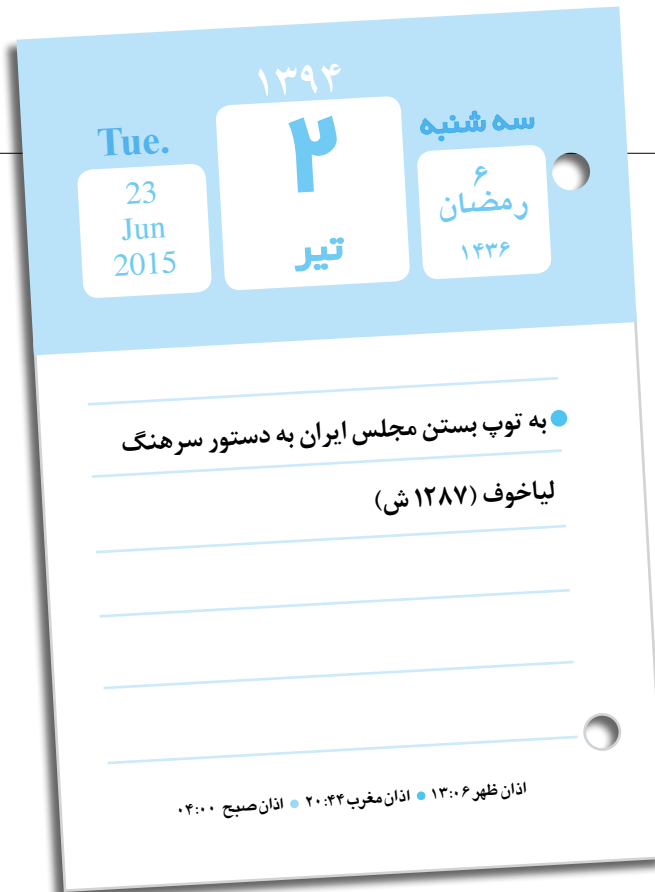 ۱۳۹۴
سه شنبه
۶
رمضان
۱۴۳۶
۲
تیر
Tue.
23
Jun
2015
به توپ بستن مجلس ایران به دستور سرهنگ
لیاخوف (۱۲۸۷ ش)
اذان ظهر ۱۳:۰۶ ● اذان مغرب ۲۰:۴۴ ● اذان صبح ۰۴:۰۰